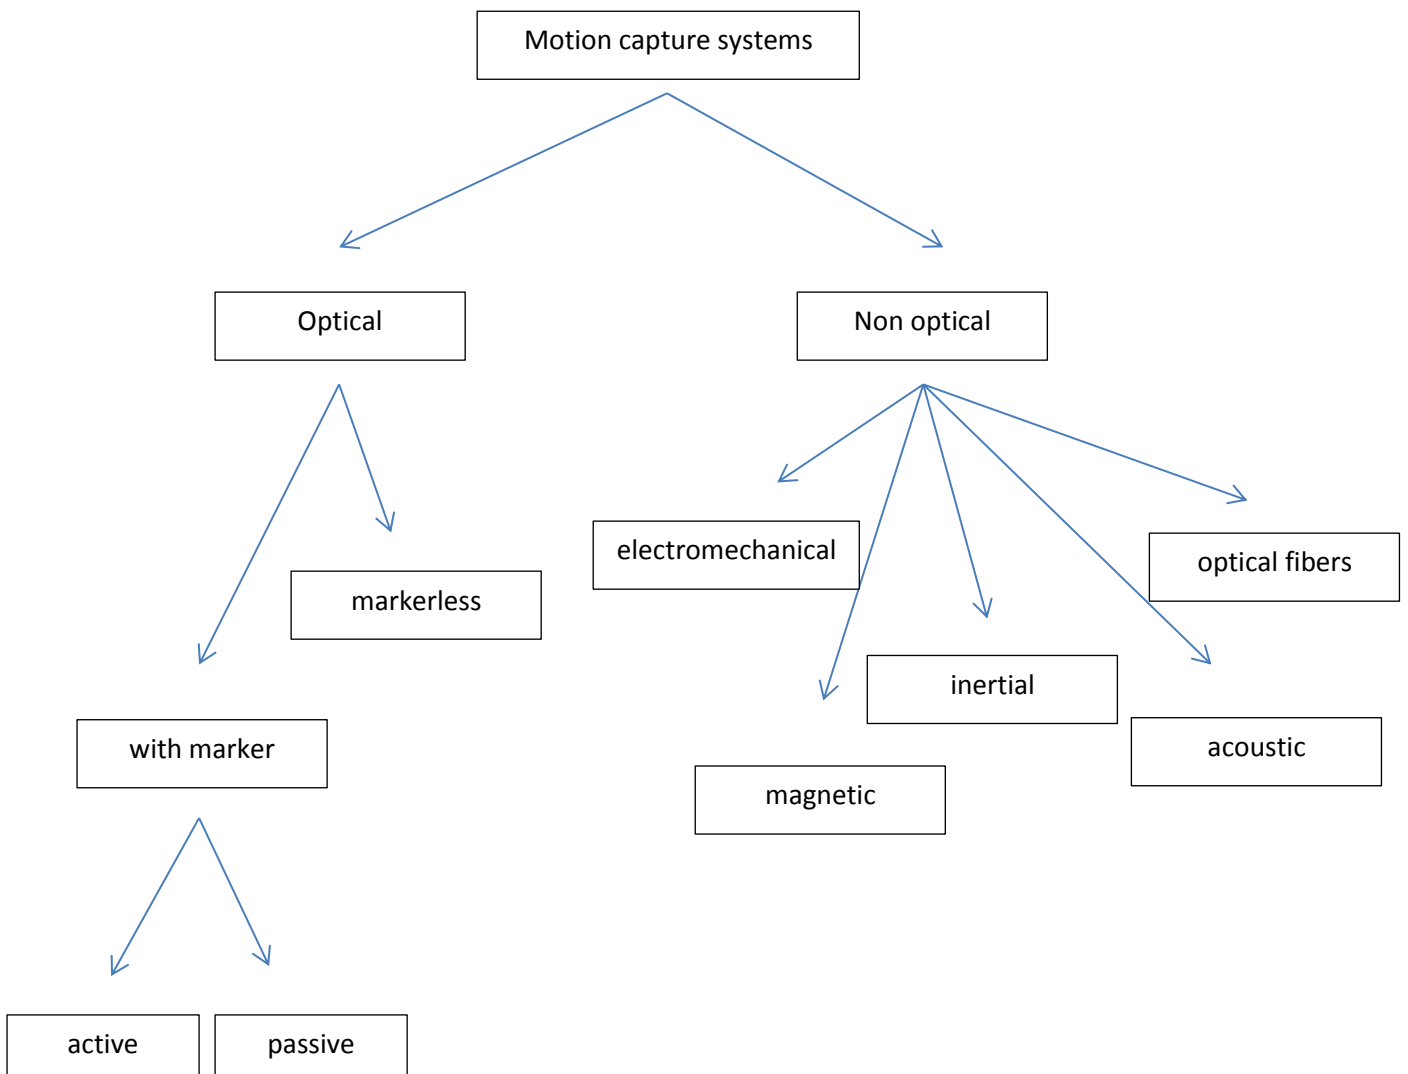 Motion capture systems
Optical
Non optical
electromechanical
optical fibers
markerless
inertial
with marker
acoustic
magnetic
active
passive